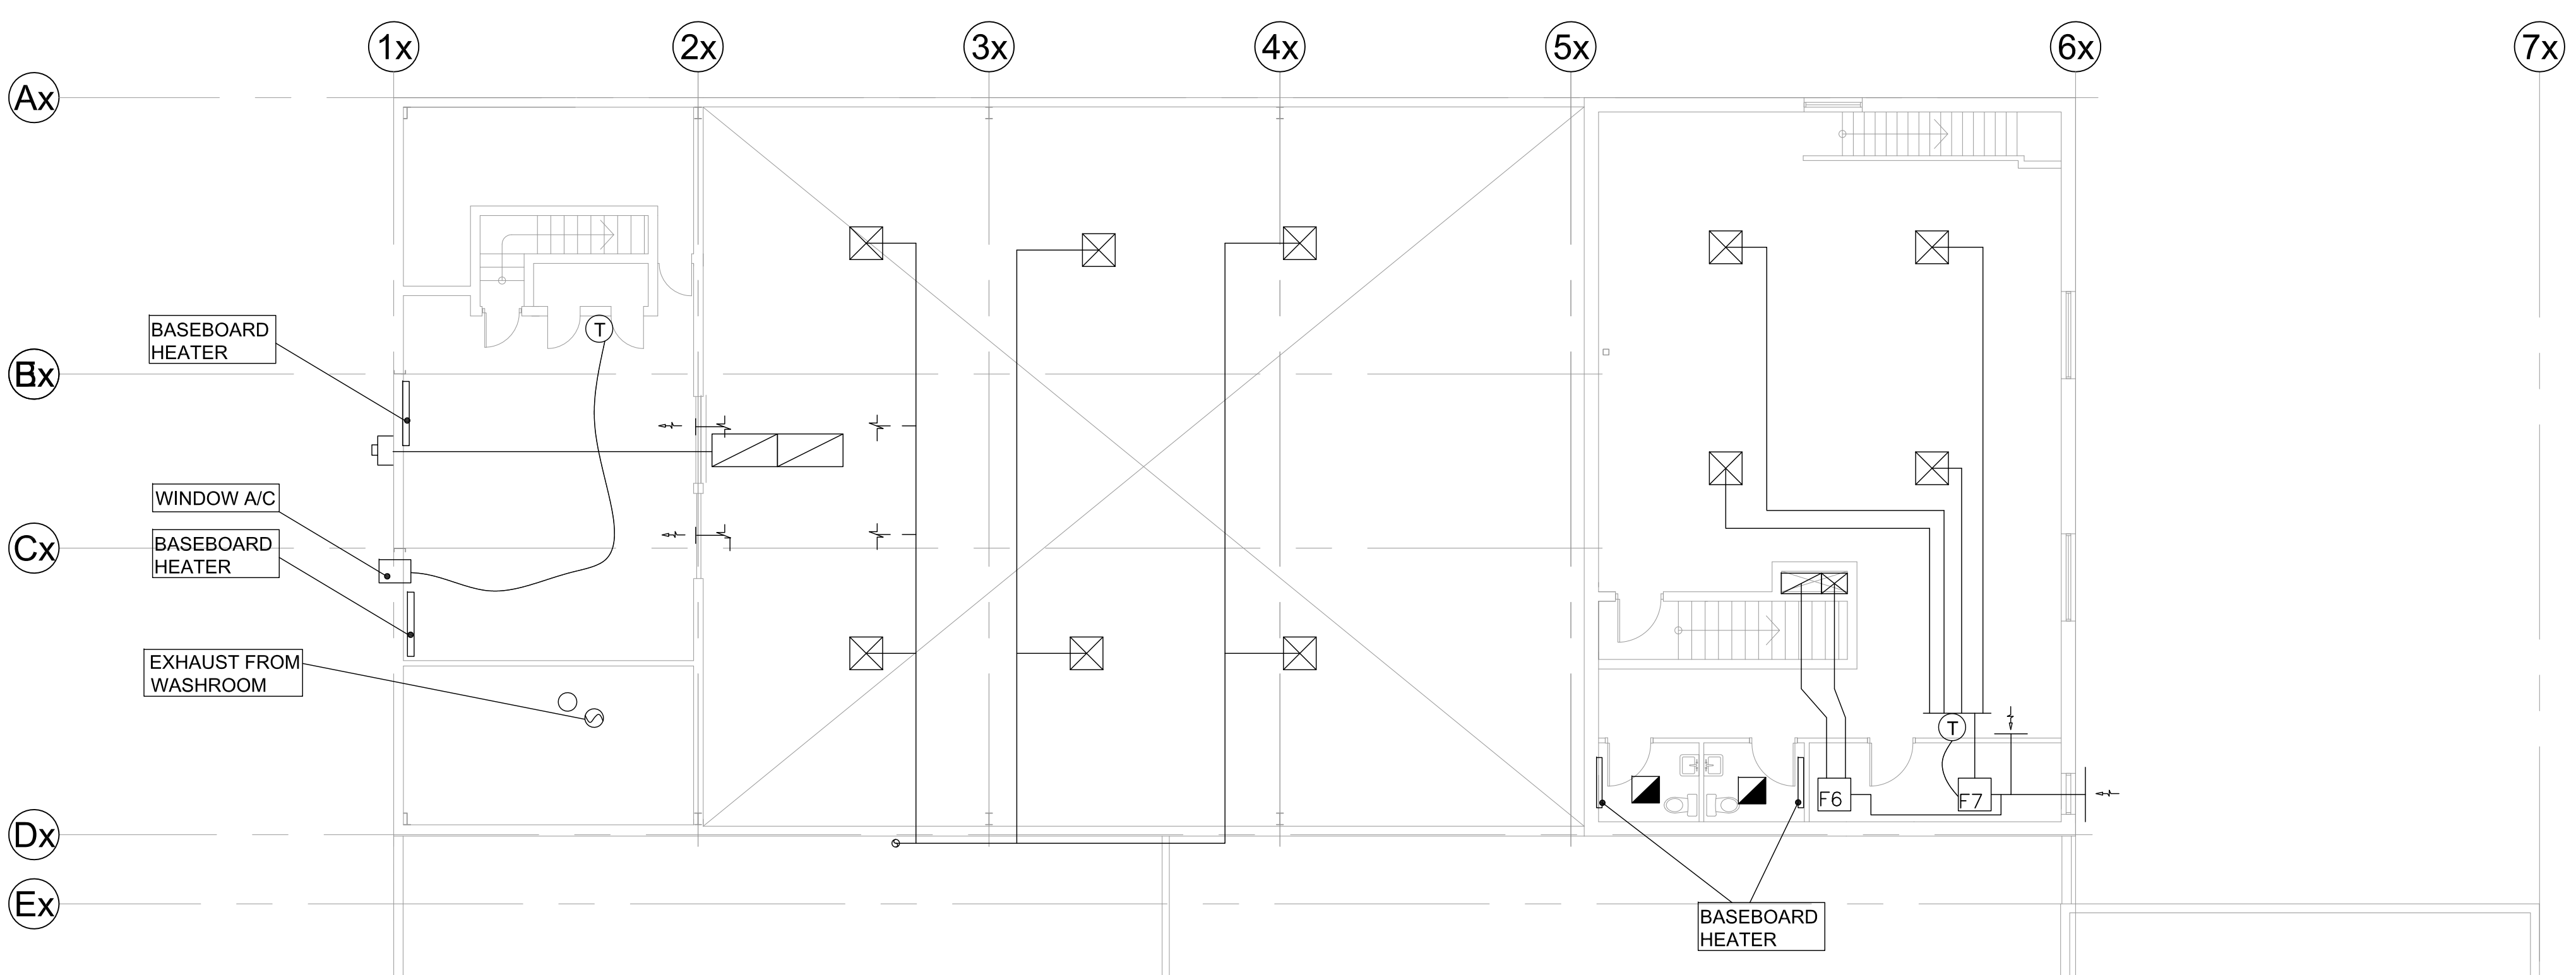 1x
2x
3x
4x
5x
6x
7x
Ax
Bx
Cx
Dx
Ex
BASEBOARD
HEATER
T
WINDOW A/C
BASEBOARD
HEATER
EXHAUST FROM
WASHROOM
T
F6
F7
BASEBOARD
HEATER